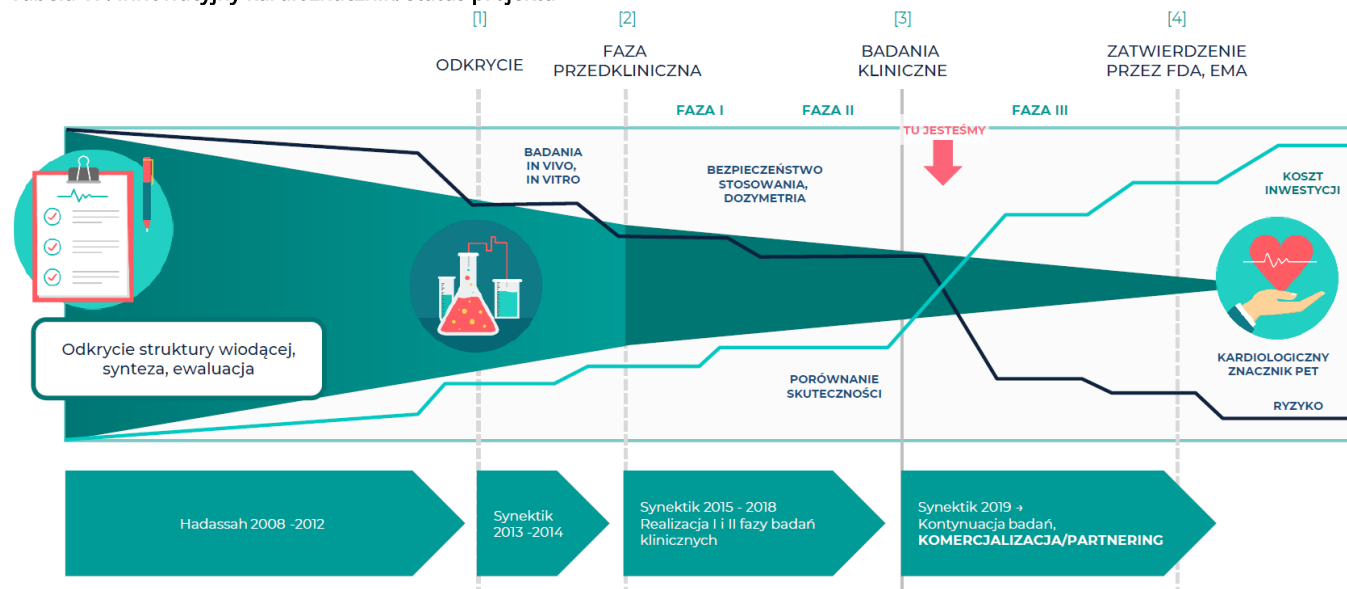 [1]
[2]
[3]
[4]
ODKRYCIE
FAZA
PRZEDKLINICZNA
BADANIA
KLINICZNE
ZATWIERDZENIE
PRZEZ FDA, EMA
FAZA I
FAZA II
FAZA III
TU JESTEŚMY
BADANIA
IN VIVO,
IN VITRO
BEZPIECZEŃSTWO
STOSOWANIA,
DOZYMETRIA
KOSZT
INWESTYCJI
Odkrycie struktury wiodącej,
synteza, ewaluacja
PORÓWNANIE
SKUTECZNOŚCI
KARDIOLOGICZNY
ZNACZNIK PET
RYZYKO
Hadassah 2008 -2012
Synektik
2013 -2014
Synektik 2015 - 2018
Realizacja I i II fazy badań
klinicznych
Synektik 2019 →
Kontynuacja badań,
KOMERCJALIZACJA/PARTNERING